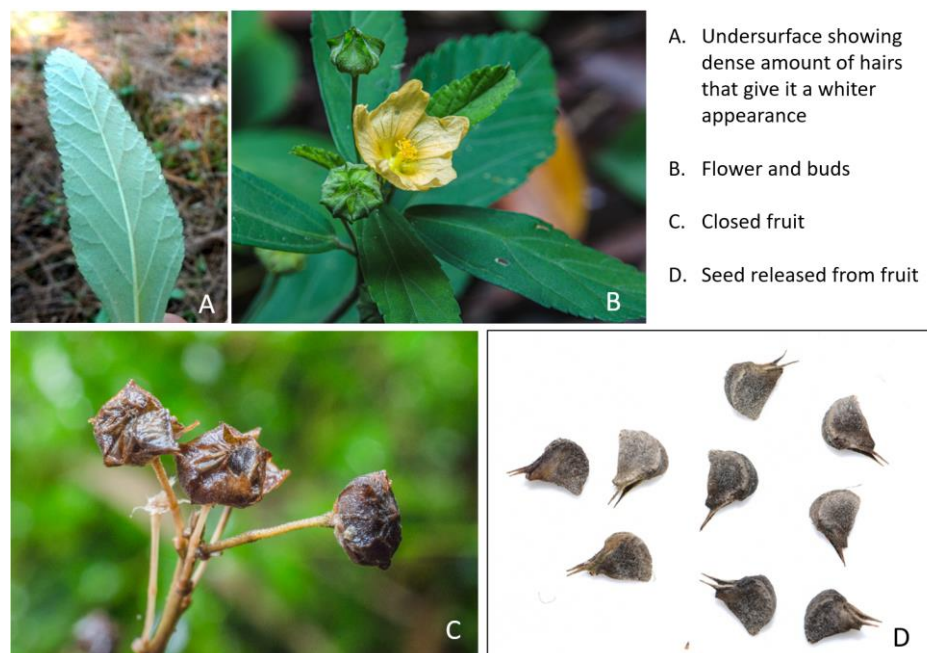 A. Undersurface showing
dense amount of hairs
that give it a whiter
appearance
B. Flower and buds
C. Closed fruit
D. Seed released from fruit
A
B
C
D